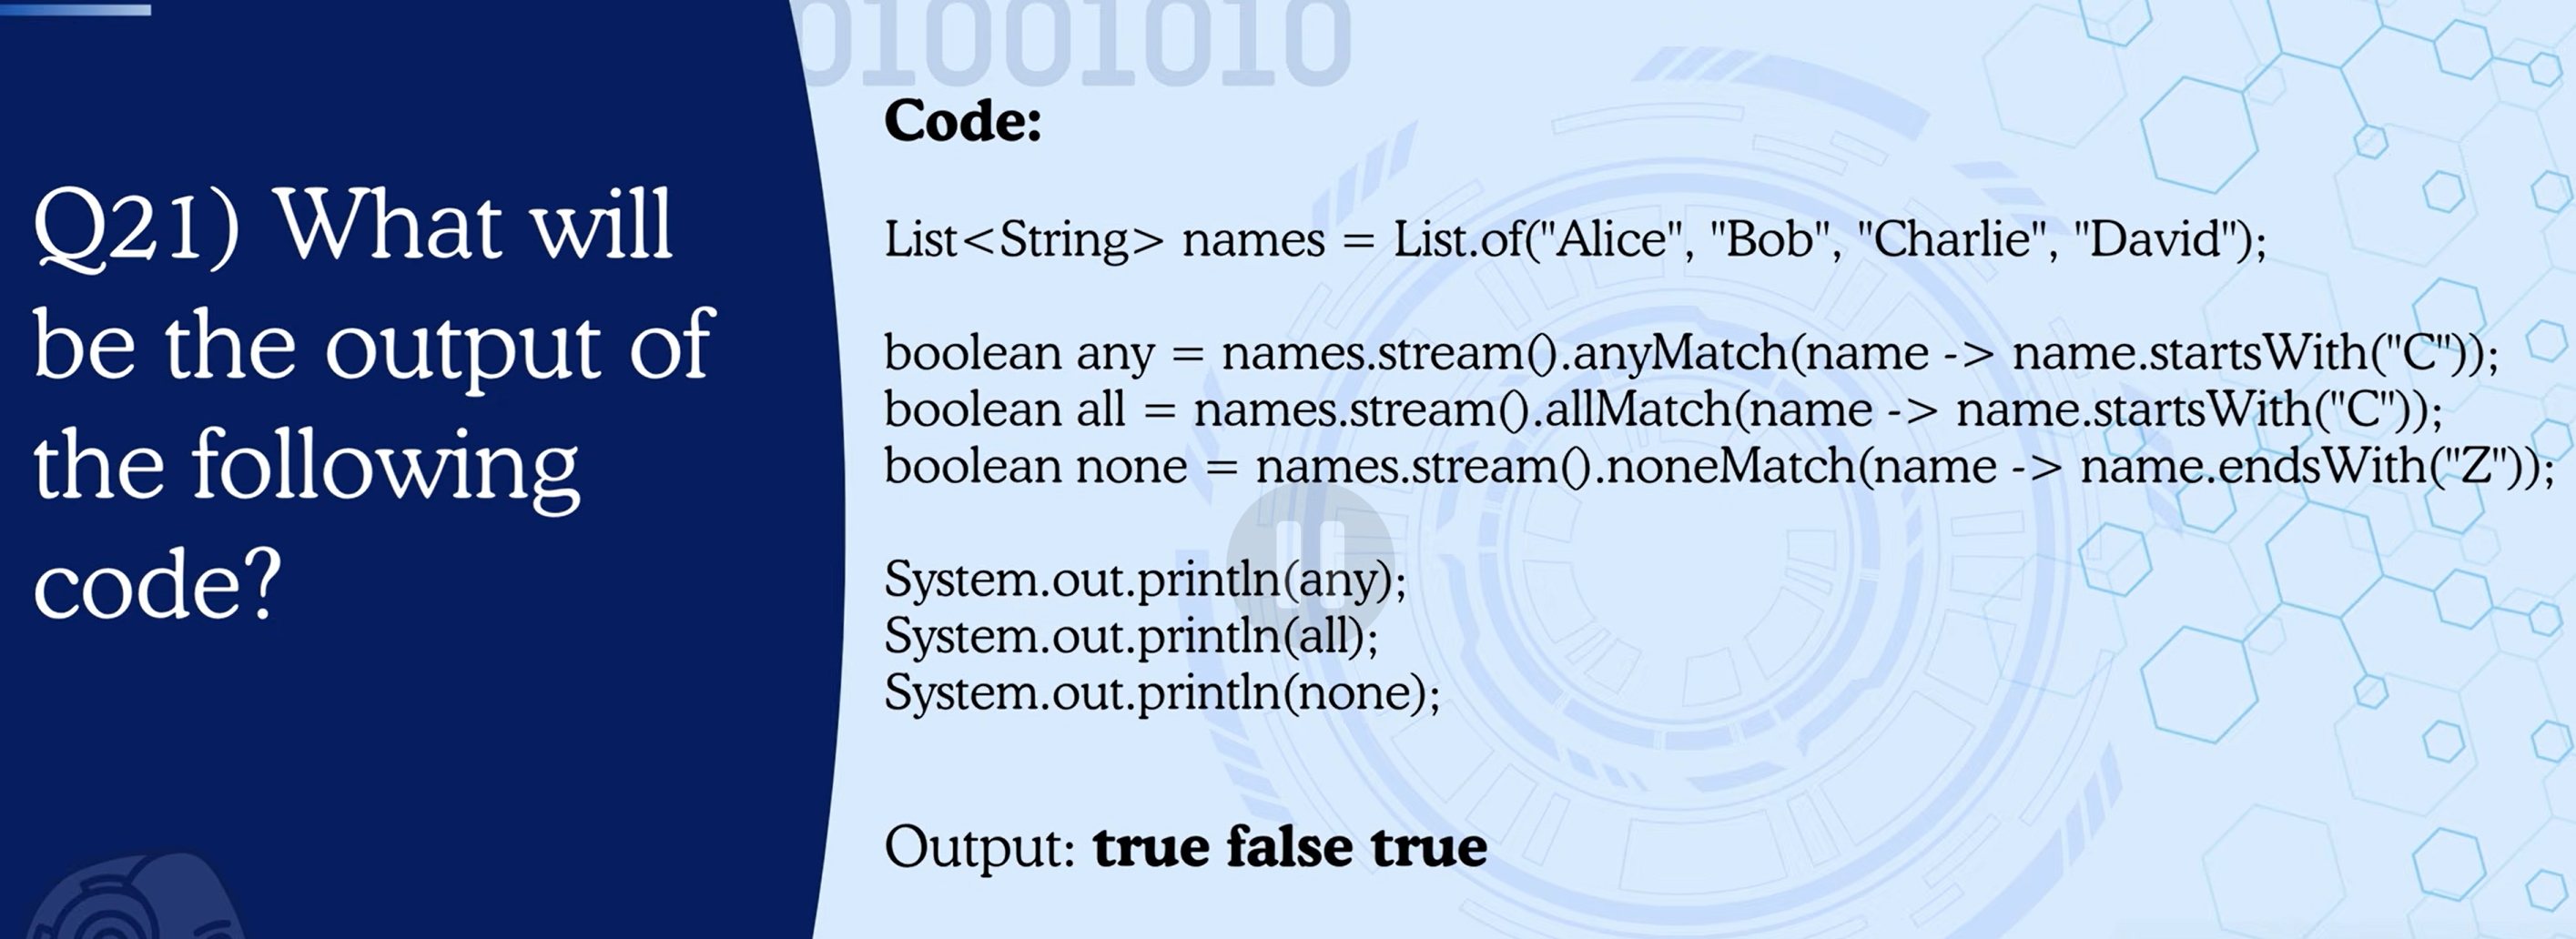 01001010
Q21) What will
be the output of
the following
code?
Code:
List<String> names = List.of("Alice", "Bob", "Charlie", "David");
boolean any = names.stream().anyMatch(name -> name.startsWith("C"));
boolean all = names.stream().allMatch(name -> name.startsWith("C"));
boolean none = names.stream().noneMatch(name -> name.endsWith("Z"));
System.out.println(any);
System.out.println(all);
System.out.println(none);
Output: true false true